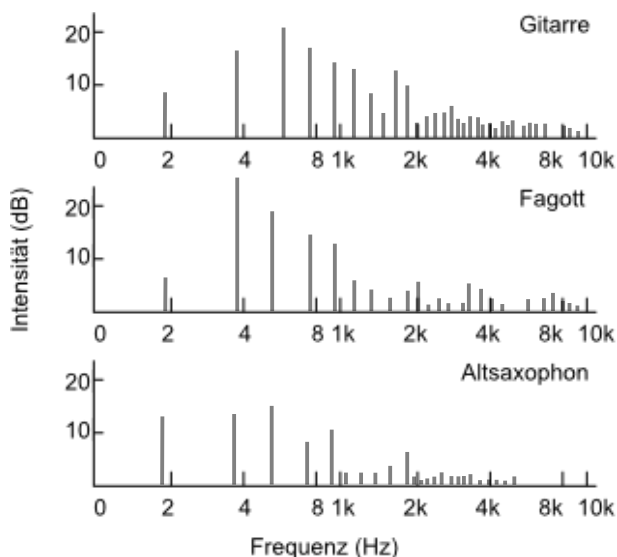 Gitarre
20
10
0 2 4 8 1k 2k 4k 8k 10k
Fagott
20
10
0 2 4 8 1k 2k 4k 8k 10k
Altsaxophon
20
10
0 2 4 8 1k 2k 4k 8k 10k
Intensität (dB)
Frequenz (Hz)